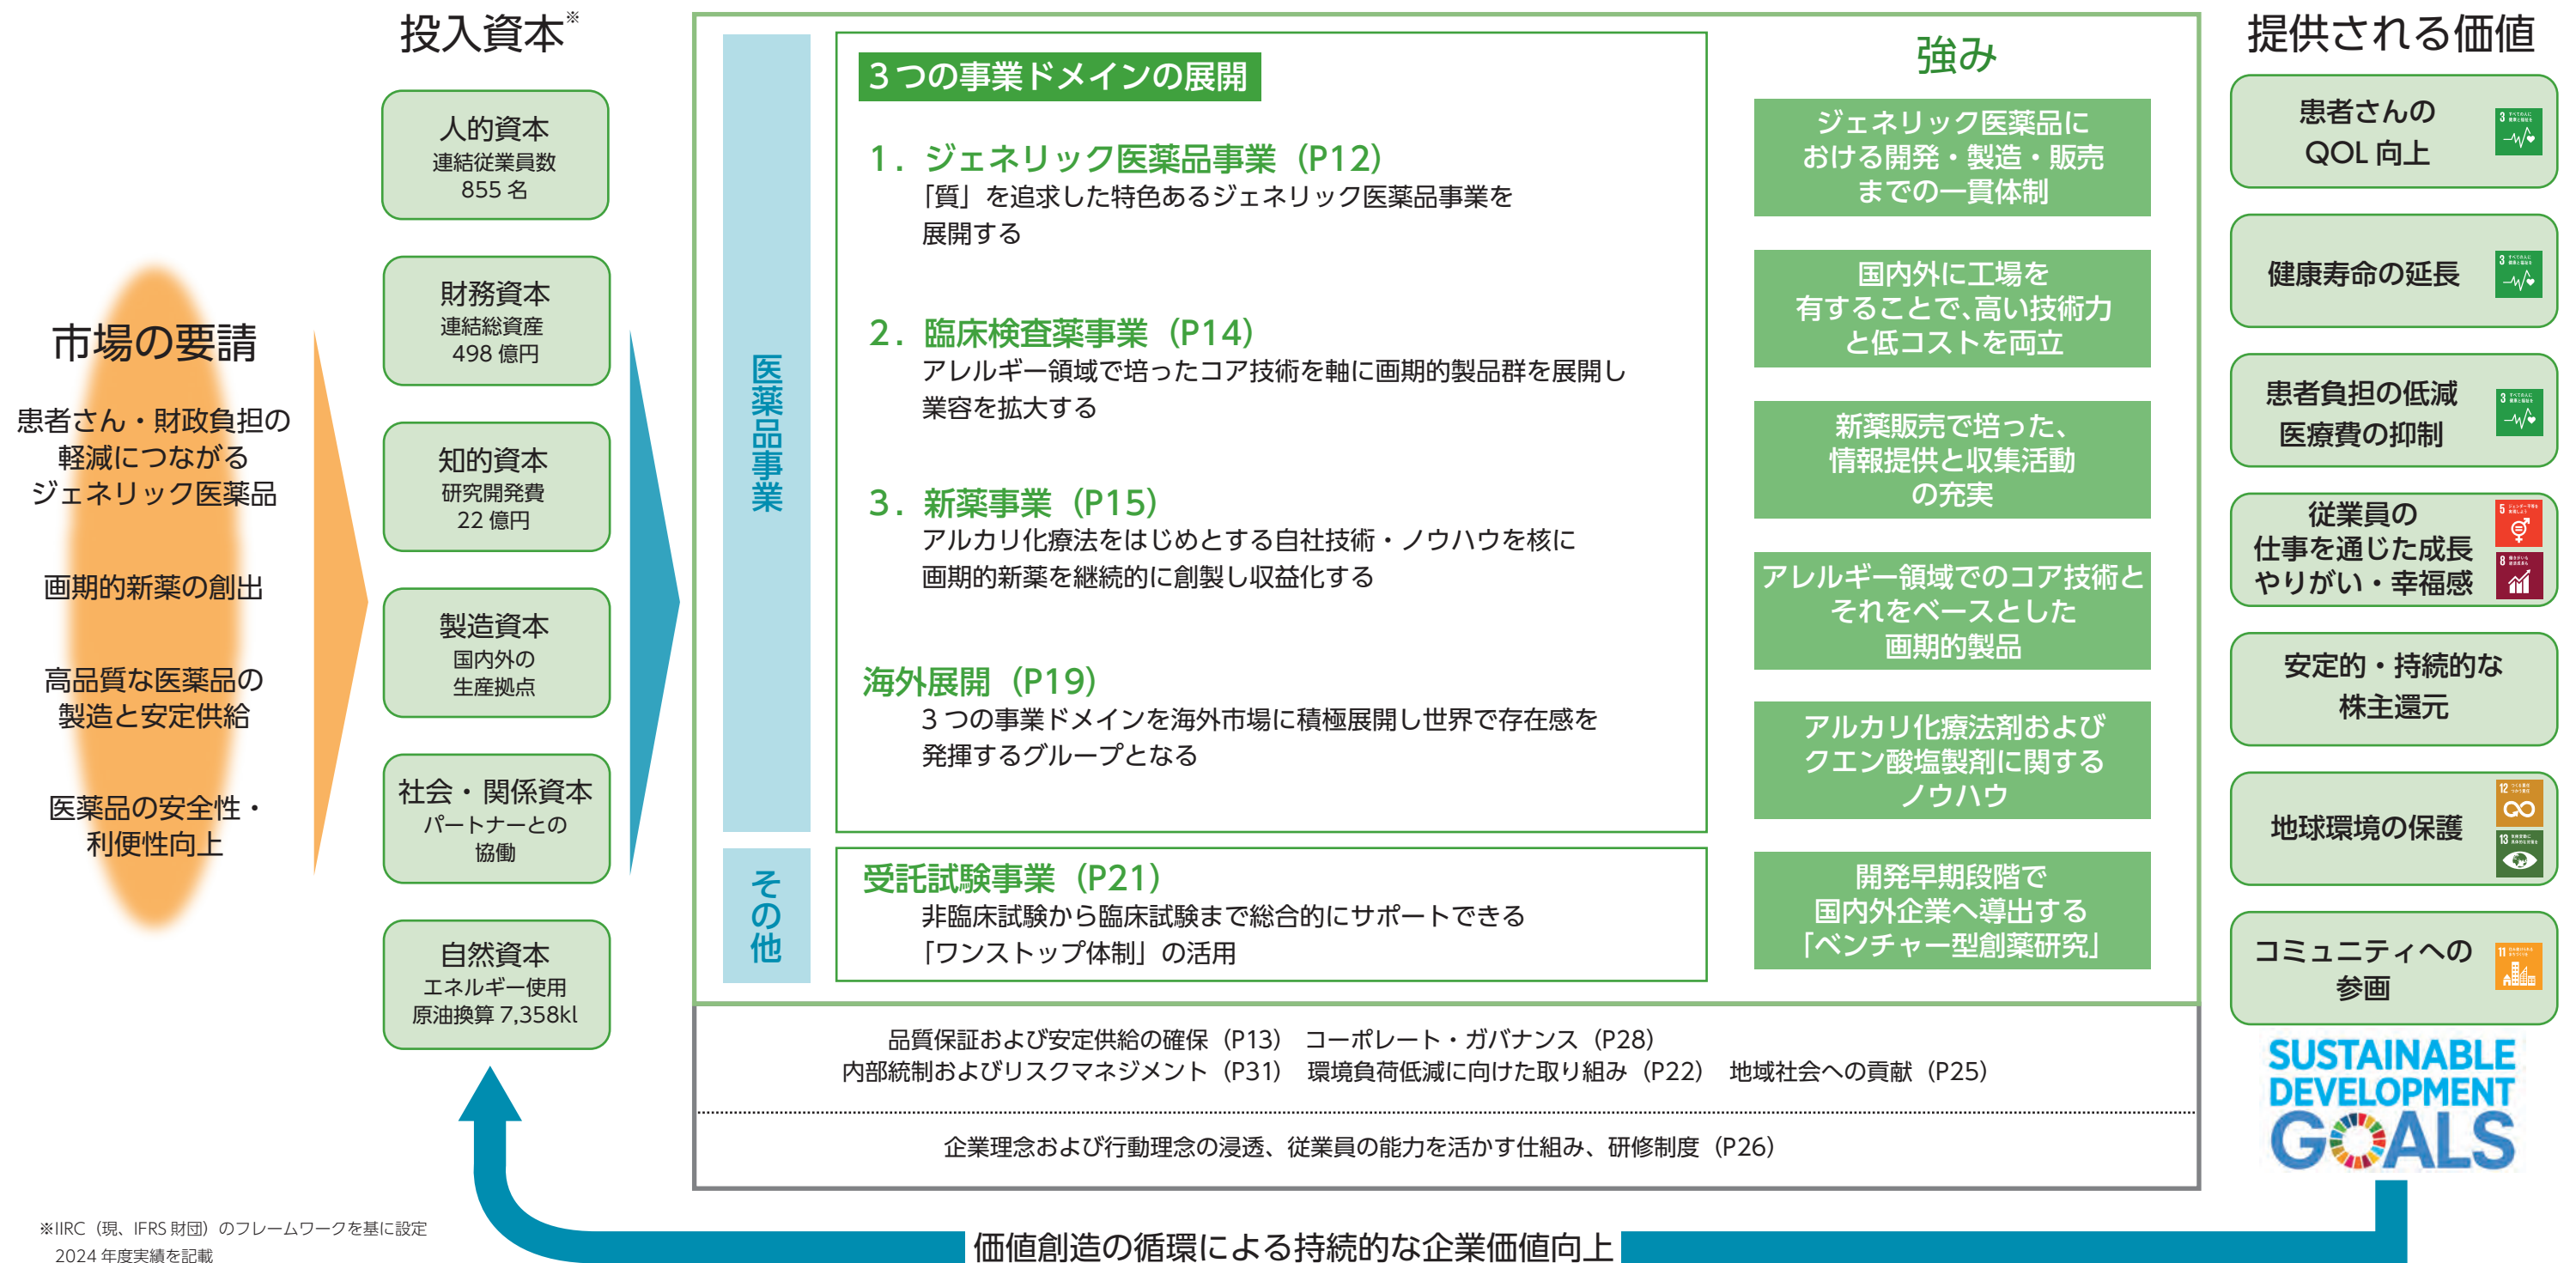 市場の要請
患者さん・財政負担の
軽減につながる
ジェネリック医薬品
画期的新薬の創出
高品質な医薬品の
製造と安定供給
医薬品の安全性・
利便性向上
投入資本※
人的資本
連結従業員数
855 名
財務資本
連結総資産
498 億円
知的資本
研究開発費
22 億円
製造資本
国内外の
生産拠点
社会・関係資本
パートナーとの
協働
自然資本
エネルギー使用
原油換算 7,358kl
医薬品事業
3つの事業ドメインの展開
1. ジェネリック医薬品事業（P12）
「質」を追求した特色あるジェネリック医薬品事業を
展開する
2. 臨床検査薬事業（P14）
アレルギー領域で培ったコア技術を軸に画期的製品群を展開し
業容を拡大する
3. 新薬事業（P15）
アルカリ化療法をはじめとする自社技術・ノウハウを核に
画期的新薬を継続的に創製し収益化する
海外展開（P19）
3 つの事業ドメインを海外市場に積極展開し世界で存在感を
発揮するグループとなる
その他
受託試験事業（P21）
非臨床試験から臨床試験まで総合的にサポートできる
「ワンストップ体制」の活用
強み
ジェネリック医薬品に
おける開発・製造・販売
までの一貫体制
国内外に工場を
有することで、高い技術力
と低コストを両立
新薬販売で培った、
情報提供と収集活動
の充実
アレルギー領域でのコア技術と
それをベースとした
画期的製品
アルカリ化療法剤および
クエン酸塩製剤に関する
ノウハウ
開発早期段階で
国内外企業へ導出する
「ベンチャー型創薬研究」
品質保証および安定供給の確保（P13） コーポレート・ガバナンス（P28）
内部統制およびリスクマネジメント（P31） 環境負荷低減に向けた取り組み（P22） 地域社会への貢献（P25）
企業理念および行動理念の浸透、従業員の能力を活かす仕組み、研修制度（P26）
提供される価値
患者さんの
QOL 向上
3
健康寿命の延長
3
患者負担の低減
医療費の抑制
3
従業員の
仕事を通じた成長
やりがい・幸福感
5
8
安定的・持続的な
株主還元
地球環境の保護
12
13
コミュニティへの
参画
11
SUSTAINABLE
DEVELOPMENT
GOALS
価値創造の循環による持続的な企業価値向上
※IIRC（現、IFRS 財団）のフレームワークを基に設定
2024 年度実績を記載